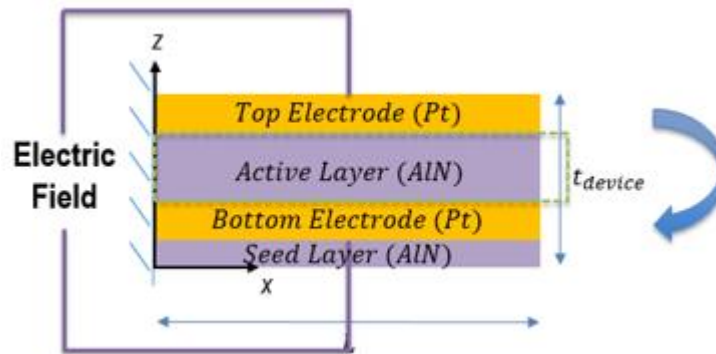 Z
Top Electrode (Pt)
Electric
Field
Active Layer (AlN)
t_device
Bottom Electrode (Pt)
Seed Layer (AlN)
X